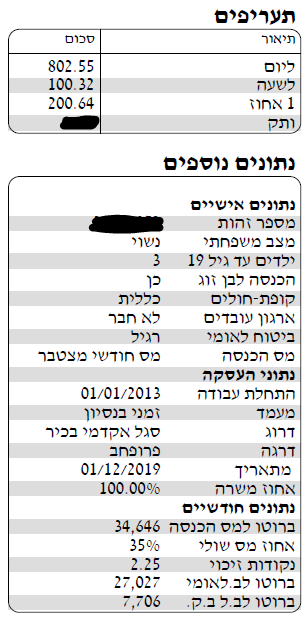 תעריפים
תיאור סכום
ליום 802.55
לשעה 100.32
1 אחוז 200.64
ותק
נתונים נוספים
נתונים אישיים
מספר זהות
מצב משפחתי נשוי
ילדים עד גיל 19 3
הכנסה לבן זוג כן
קופת-חולים כללית
ארגון עובדים לא חבר
ביטוח לאומי רגיל
מס הכנסה מס חודשי מצטבר
נתוני העסקה
התחלת עבודה 01/01/2013
מעמד זמני בנסיון
דרוג סגל אקדמי בכיר
דרגה פרופחב
מתאריך 01/12/2019
אחוז משרה 100.00%
נתונים חודשיים
ברוטו למס הכנסה 34,646
אחוז מס שולי 35%
נקודות זיכוי 2.25
ברוטו לב.לאומי 27,027
ברוטו לב.ל ב.ק. 7,706